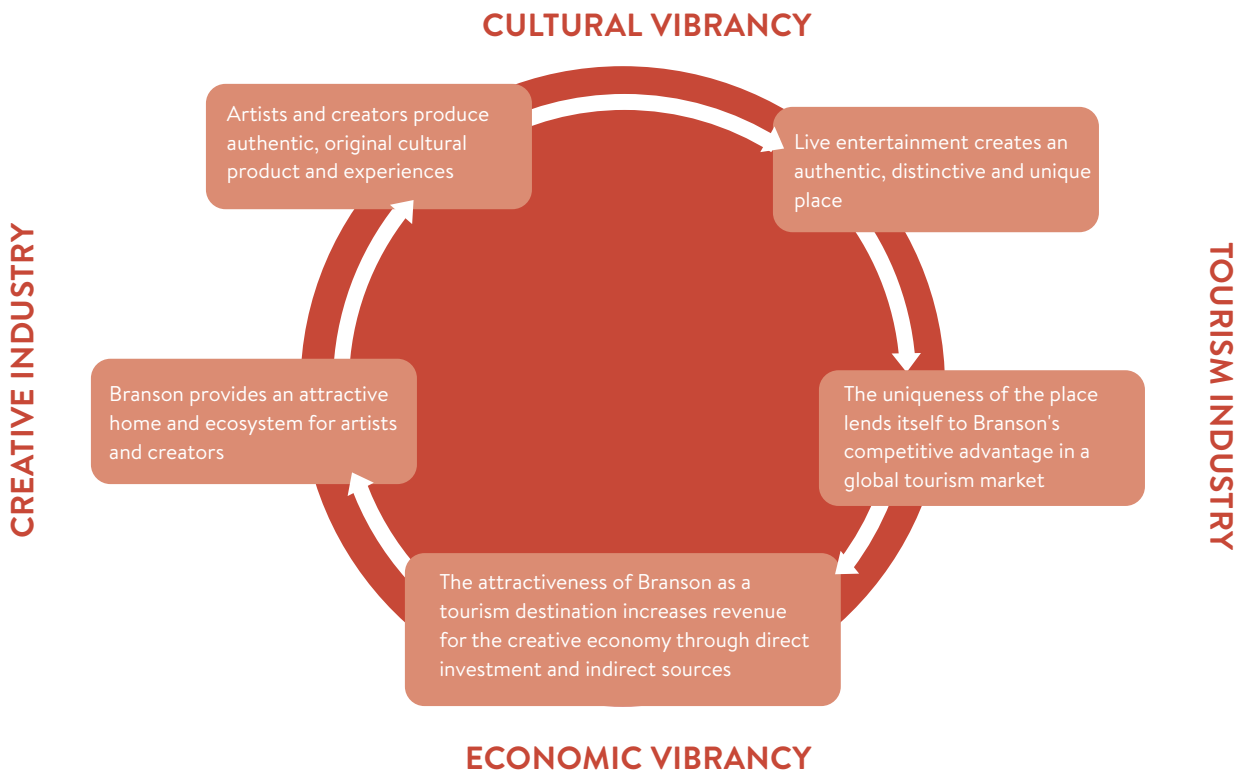 CULTURAL VIBRANCY
Artists and creators produce
authentic, original cultural
product and experiences
Live entertainment creates an
authentic, distinctive and unique
place
TOURISM INDUSTRY
The uniqueness of the place
lends itself to Branson's
competitive advantage in a
global tourism market
The attractiveness of Branson as a
tourism destination increases revenue
for the creative economy through direct
investment and indirect sources
ECONOMIC VIBRANCY
Branson provides an attractive
home and ecosystem for artists
and creators
CREATIVE INDUSTRY